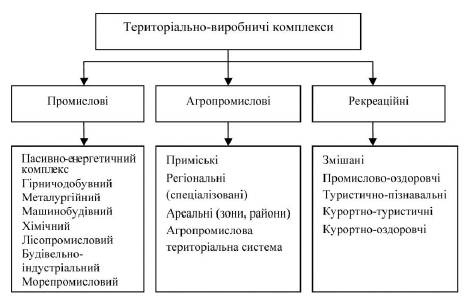 Територіально-виробничі комплекси
Промислові
Агропромислові
Рекреаційні
Пасивно-енергетичний
комплекс
Гірничодобувний
Металургійний
Машинобудівний
Хімічний
Лісопромисловий
Будівельно-
індустріальний
Морепромисловий
Приміські
Регіональні
(спеціалізовані)
Ареальні (зони, райони)
Агропромислова
територіальна система
Змішані
Промислово-оздоровчі
Туристично-пізнавальні
Курортно-туристичні
Курортно-оздоровчі